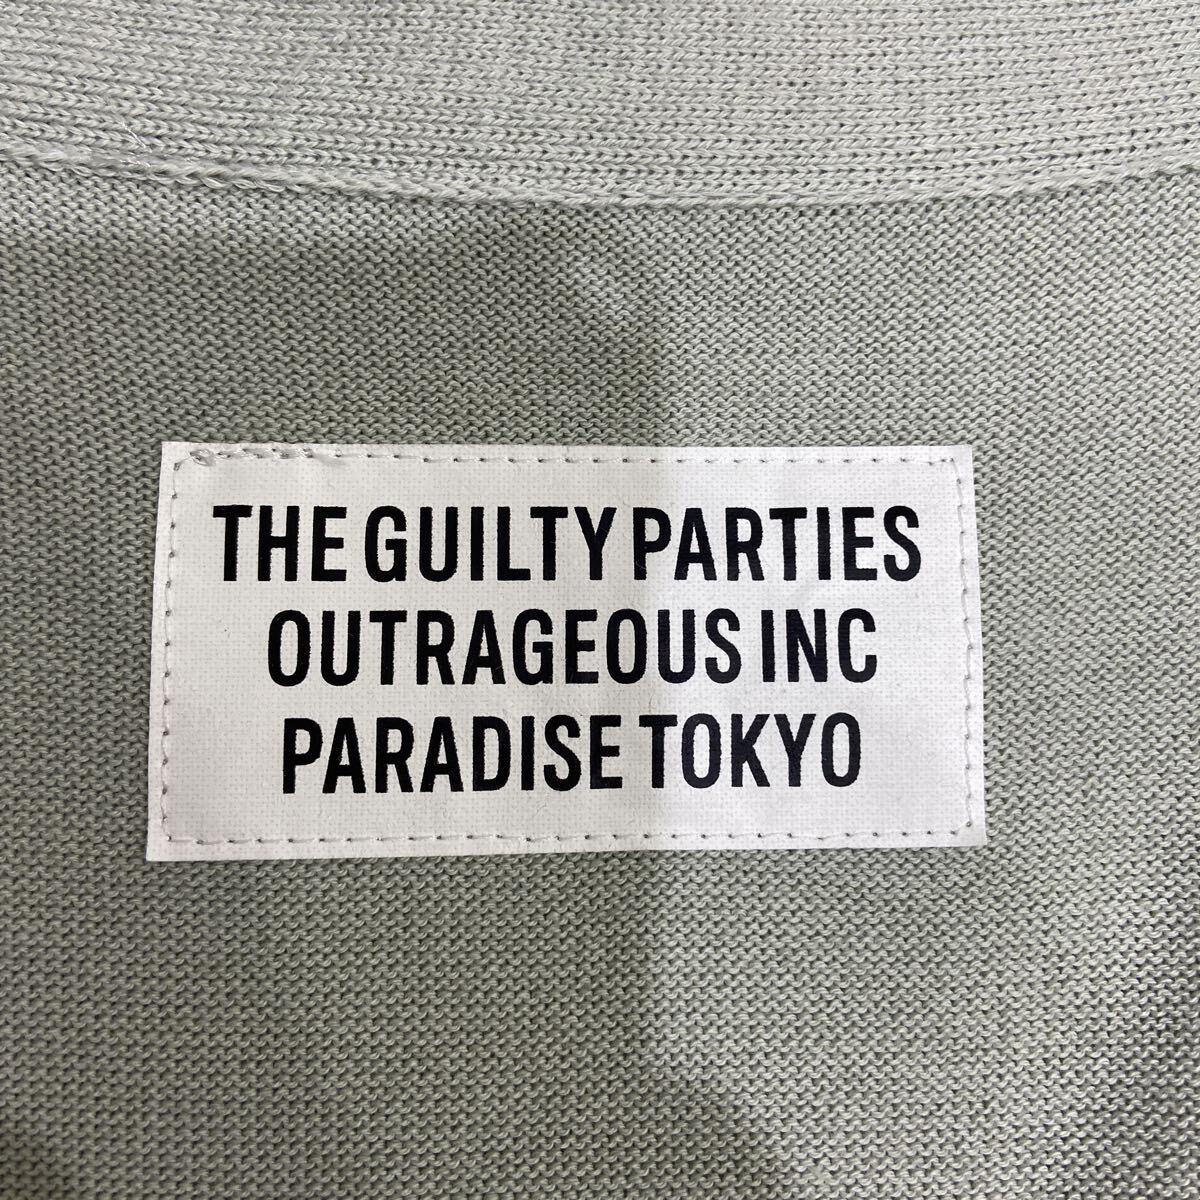 THE GUILTY PARTIES
OUTRAGEOUS INC
PARADISE TOKYO